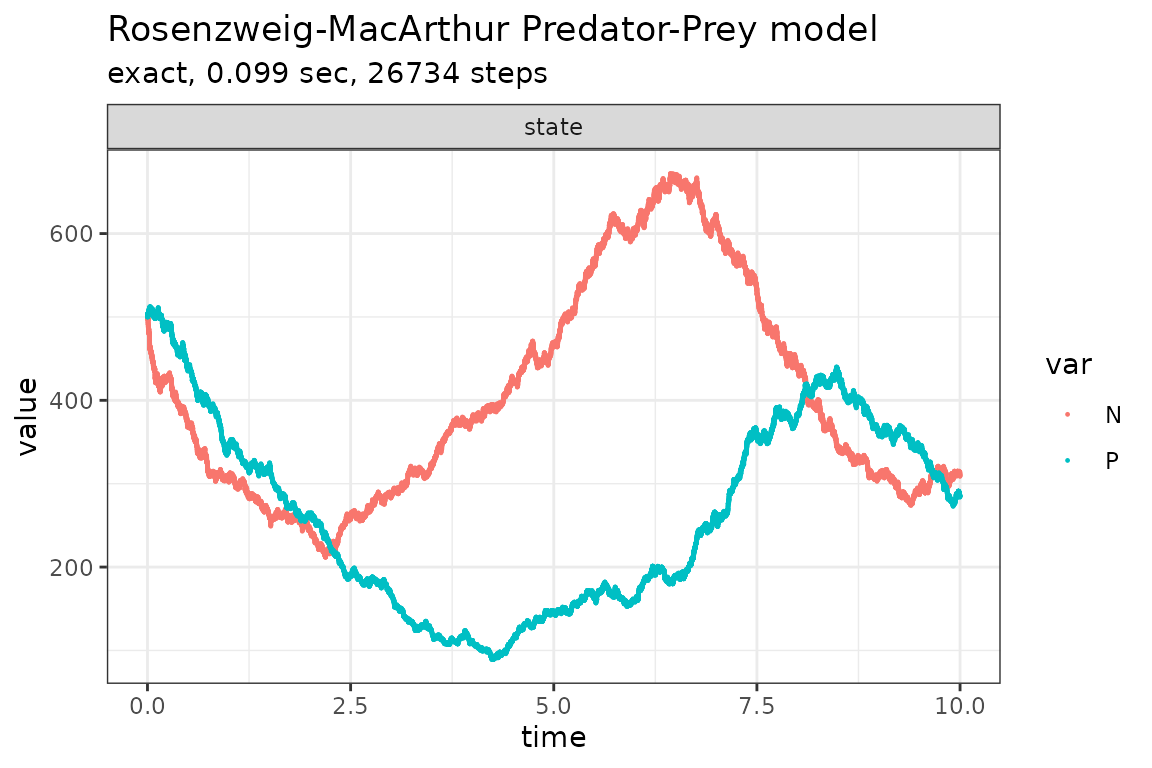 Rosenzweig-MacArthur Predator-Prey model
exact, 0.099 sec, 26734 steps
state
600
400
200
value
0.0 2.5 5.0 7.5 10.0
time
var
N
P